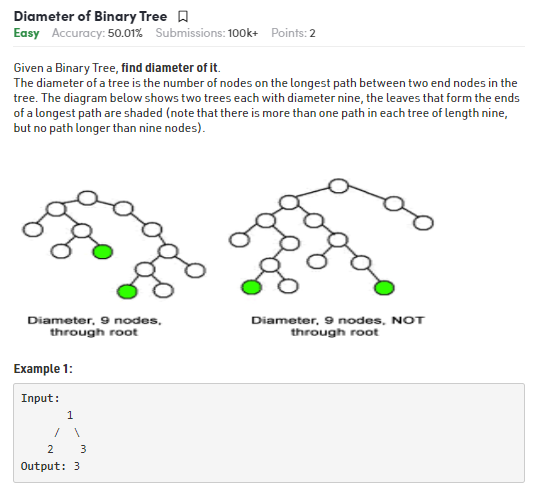 Diameter of Binary Tree
Easy Accuracy: 50.01% Submissions: 100k+ Points: 2
Given a Binary Tree, find diameter of it.
The diameter of a tree is the number of nodes on the longest path between two end nodes in the
tree. The diagram below shows two trees each with diameter nine, the leaves that form the ends
of a longest path are shaded (note that there is more than one path in each tree of length nine,
but no path longer than nine nodes).
Diameter, 9 nodes,
through root
Diameter, 9 nodes, NOT
through root
Example 1:
Input:
1
/ \
2 3
Output: 3